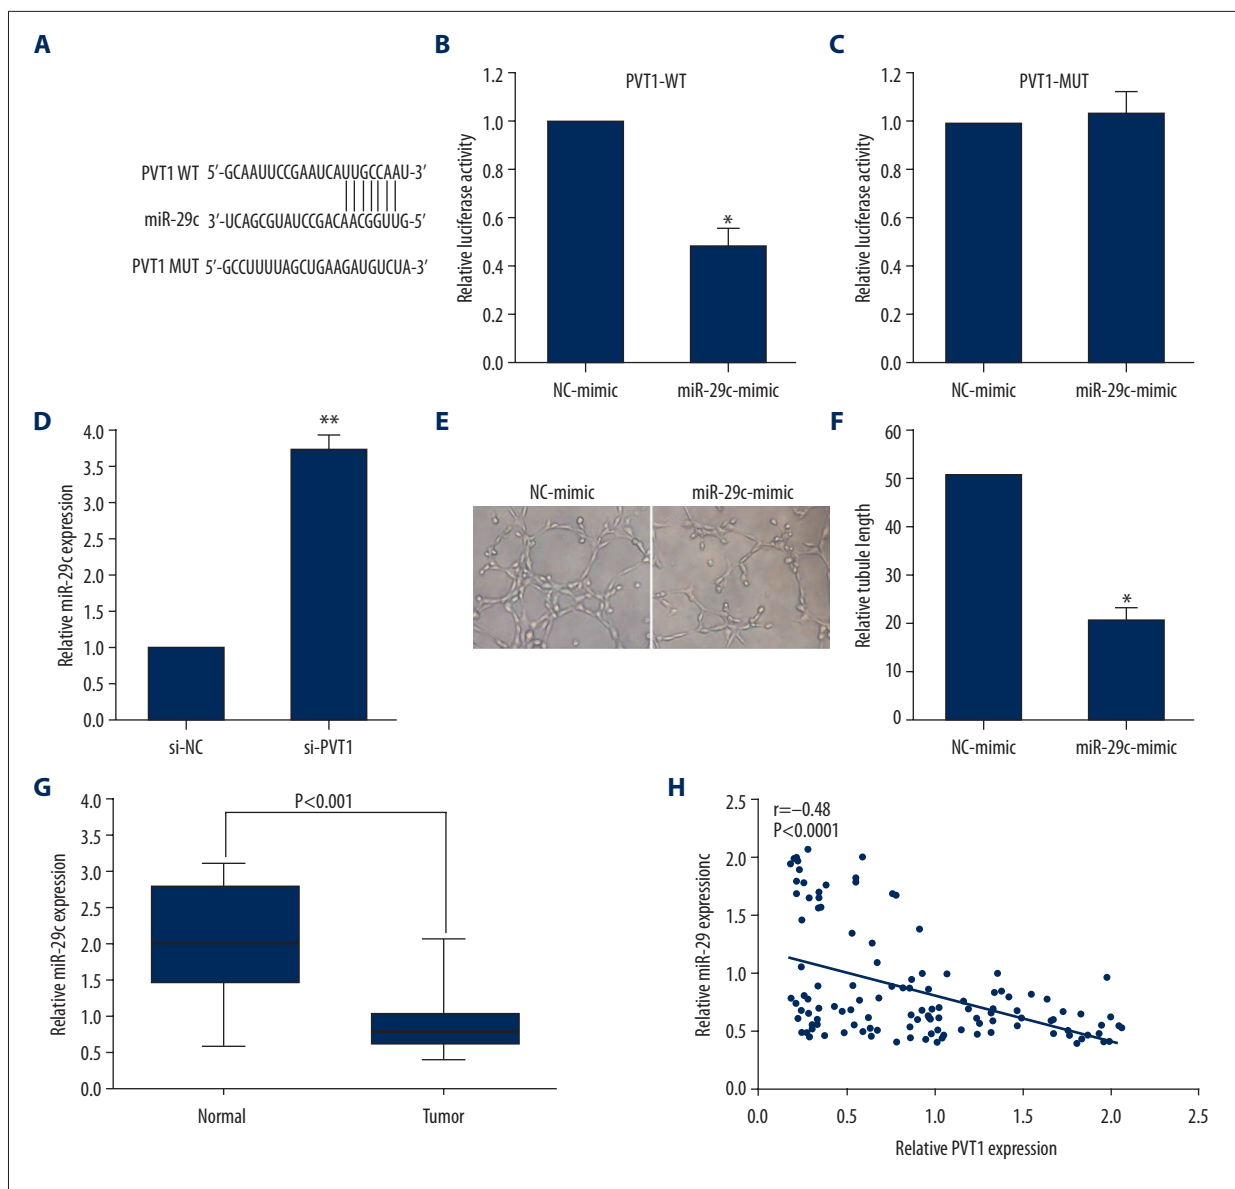 A
PVT1 WT 5′-GCAAUUCCGAAUCAUUGCCAAU-3′
miR-29c 3′-UCAGCGUAUCCGACAACGGUUG-5′
PVT1 MUT 5′-GCCUUUUAGCUGAAGAUGUCUA-3′
B
PVT1-WT
Relative luciferase activity
1.2
1.0
0.8
0.6
0.4
0.2
0.0
*
NC-mimic miR-29c-mimic
C
PVT1-MUT
Relative luciferase activity
1.2
1.0
0.8
0.6
0.4
0.2
0.0
NC-mimic miR-29c-mimic
D
Relative miR-29c expression
4.0
3.5
3.0
2.5
2.0
1.5
1.0
0.5
0.0
**
si-NC si-PVT1
E
NC-mimic miR-29c-mimic
F
Relative tubule length
60
50
40
30
20
10
0
*
NC-mimic miR-29c-mimic
G
Relative miR-29c expression
4.0
3.5
3.0
2.5
2.0
1.5
1.0
0.5
0.0
P<0.001
Normal Tumor
H
Relative miR-29 expressionc
2.5
2.0
1.5
1.0
0.5
0.0
r=−0.48
P<0.0001
0.0 0.5 1.0 1.5 2.0 2.5
Relative PVT1 expression